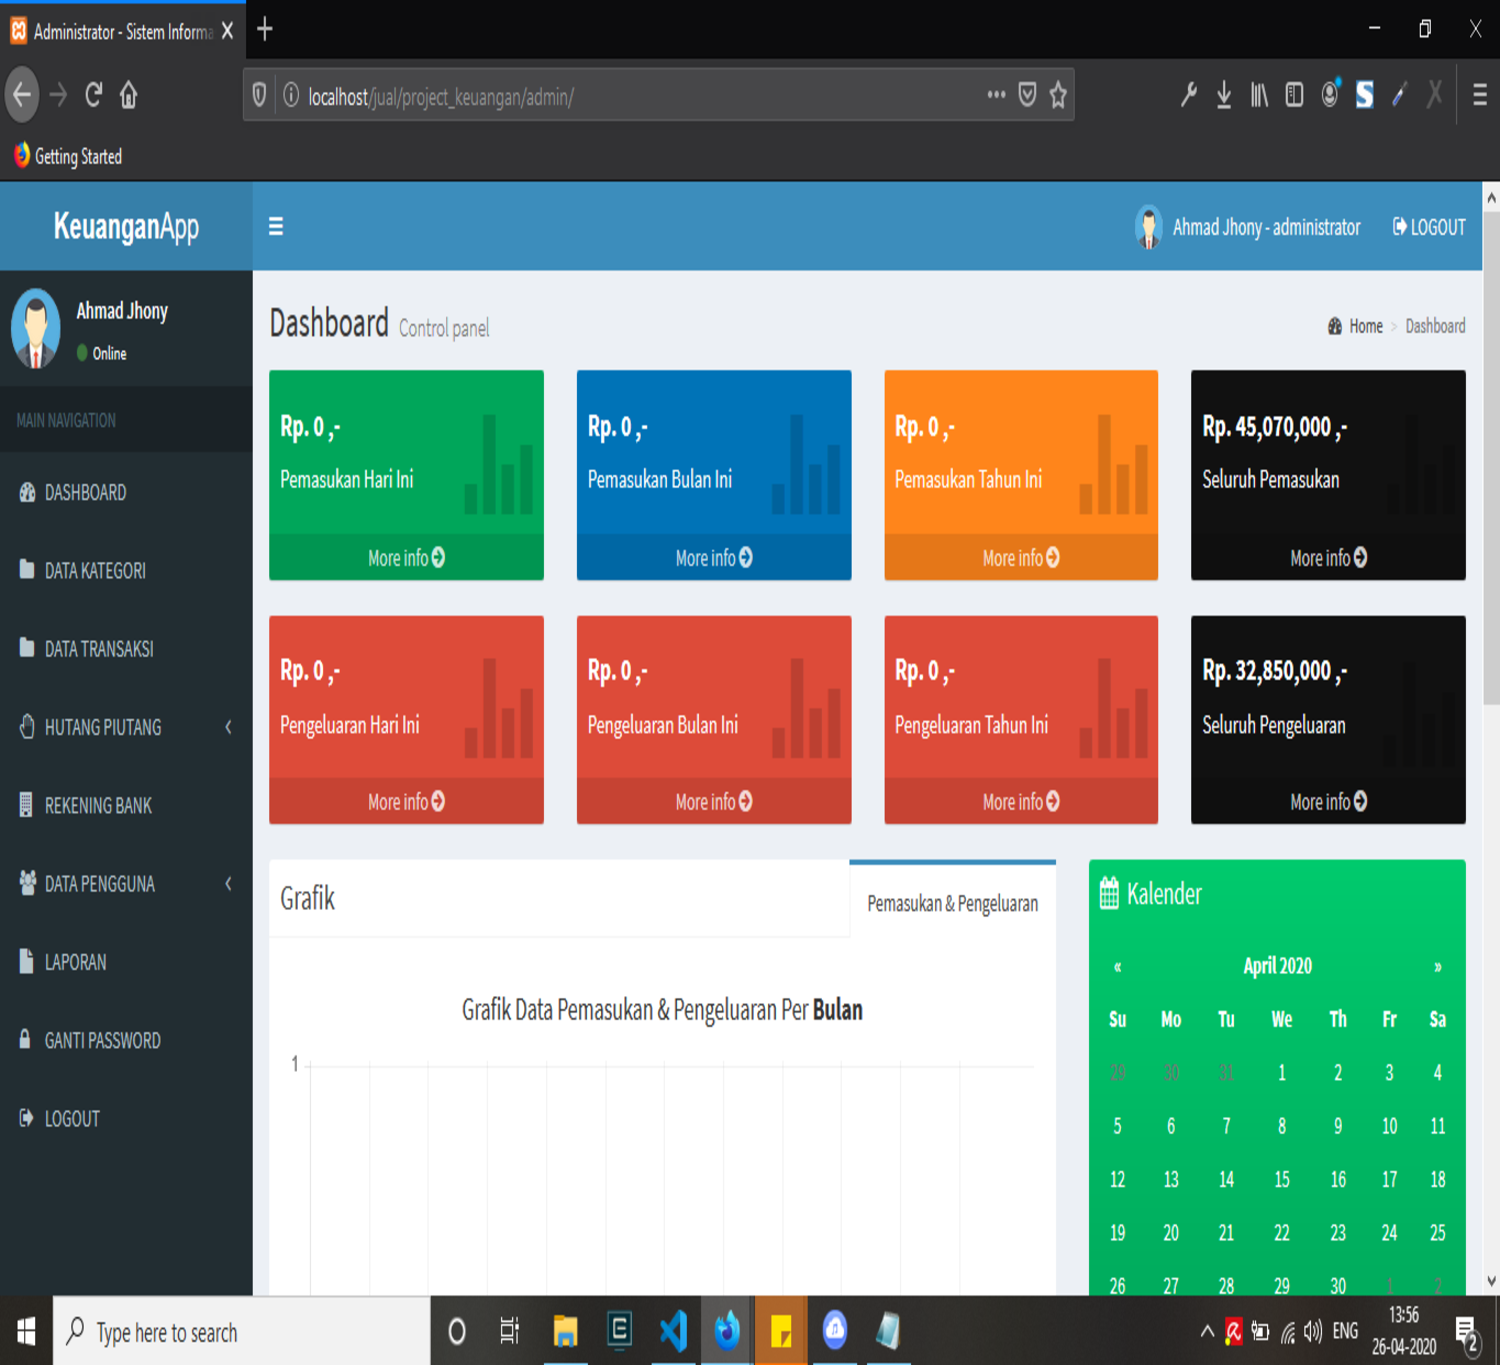 Administrator - Sistem Informa
localhost/jual/project_keuangan/admin/
Getting Started
KeuanganApp
Ahmad Jhony - administrator
LOGOUT
Ahmad Jhony
Online
MAIN NAVIGATION
DASHBOARD
DATA KATEGORI
DATA TRANSAKSI
HUTANG PIUTANG
REKENING BANK
DATA PENGGUNA
LAPORAN
GANTI PASSWORD
LOGOUT
Dashboard Control panel
Home > Dashboard
Rp. 0 ,-
Pemasukan Hari Ini
More info
Rp. 0 ,-
Pemasukan Bulan Ini
More info
Rp. 0 ,-
Pemasukan Tahun Ini
More info
Rp. 45,070,000 ,-
Seluruh Pemasukan
More info
Rp. 0 ,-
Pengeluaran Hari Ini
More info
Rp. 0 ,-
Pengeluaran Bulan Ini
More info
Rp. 0 ,-
Pengeluaran Tahun Ini
More info
Rp. 32,850,000 ,-
Seluruh Pengeluaran
More info
Grafik
Pemasukan & Pengeluaran
Grafik Data Pemasukan & Pengeluaran Per Bulan
1
Kalender
« April 2020 »
Su Mo Tu We Th Fr Sa
29 30 31 1 2 3 4
5 6 7 8 9 10 11
12 13 14 15 16 17 18
19 20 21 22 23 24 25
26 27 28 29 30 1 2
Type here to search
ENG
13:56
26-04-2020
2